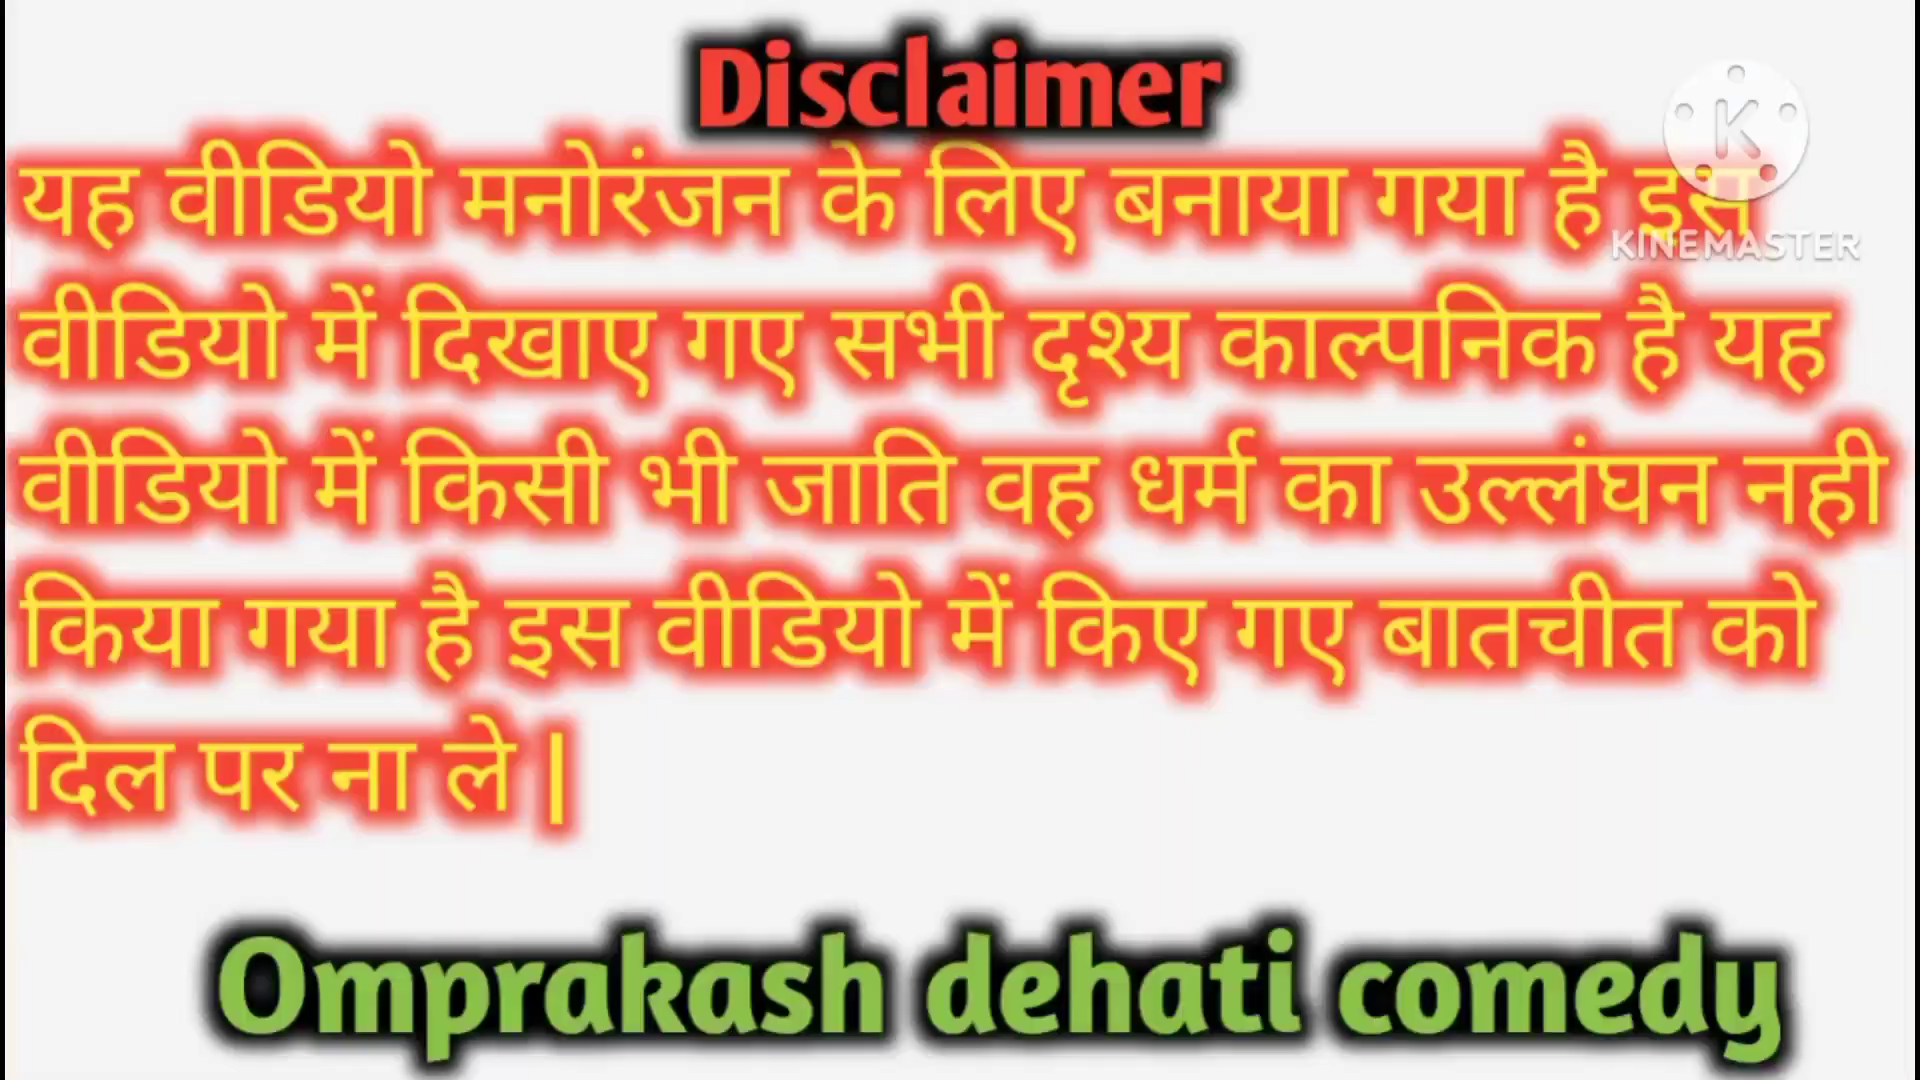 Disclaimer
यह वीडियो मनोरंजन के लिए बनाया गया है इस
KINEMASTER
वीडियो में दिखाए गए सभी दृश्य काल्पनिक है यह
वीडियो में किसी भी जाति वह धर्म का उल्लंघन नही
किया गया है इस वीडियो में किए गए बातचीत को
दिल पर ना ले |
Omprakash dehati comedy